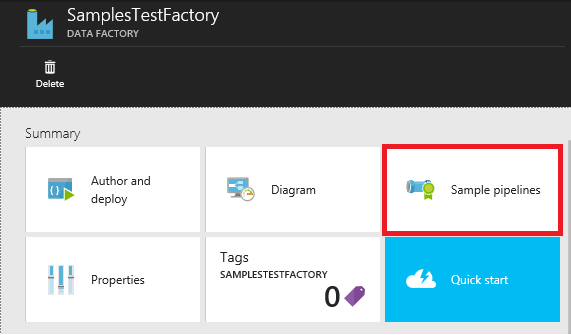 SamplesTestFactory
DATA FACTORY
Delete
Summary
Author and
deploy
Diagram
Sample pipelines
Properties
Tags
SAMPLESTESTFACTORY
0
Quick start